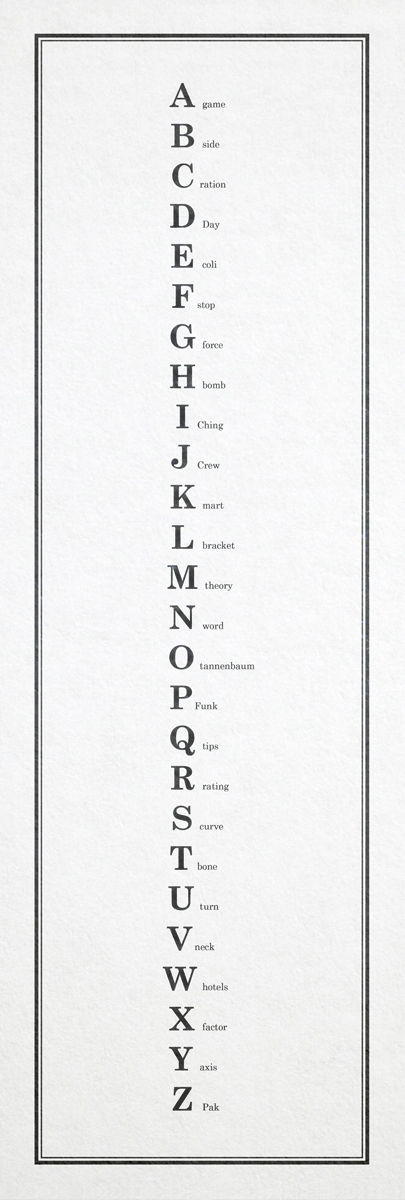 A game
B side
C ration
D Day
E coli
F stop
G force
H bomb
I Ching
J Crew
K mart
L bracket
M theory
N word
O tannenbaum
P Funk
Q tips
R rating
S curve
T bone
U turn
V neck
W hotels
X factor
Y axis
Z Pak